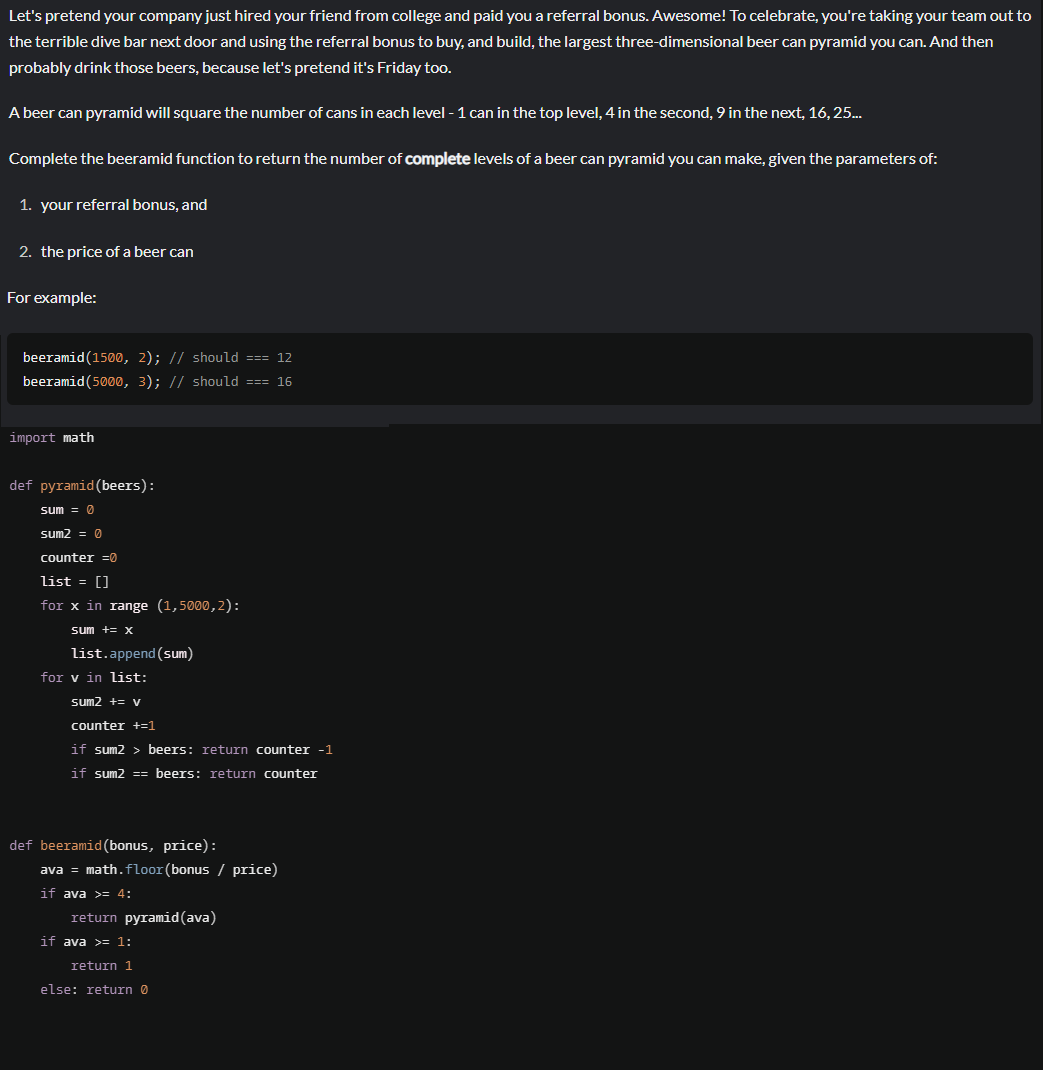 Let's pretend your company just hired your friend from college and paid you a referral bonus. Awesome! To celebrate, you're taking your team out to
the terrible dive bar next door and using the referral bonus to buy, and build, the largest three-dimensional beer can pyramid you can. And then
probably drink those beers, because let's pretend it's Friday too.
A beer can pyramid will square the number of cans in each level - 1 can in the top level, 4 in the second, 9 in the next, 16, 25...
Complete the beeramid function to return the number of complete levels of a beer can pyramid you can make, given the parameters of:
1. your referral bonus, and
2. the price of a beer can
For example:
beeramid(1500, 2); // should === 12
beeramid(5000, 3); // should === 16
import math
def pyramid(beers):
    sum = 0
    sum2 = 0
    counter =0
    list = []
    for x in range (1,5000,2):
        sum += x
        list.append(sum)
    for v in list:
        sum2 += v
        counter +=1
        if sum2 > beers: return counter -1
        if sum2 == beers: return counter
def beeramid(bonus, price):
    ava = math.floor(bonus / price)
    if ava >= 4:
        return pyramid(ava)
    if ava >= 1:
        return 1
    else: return 0